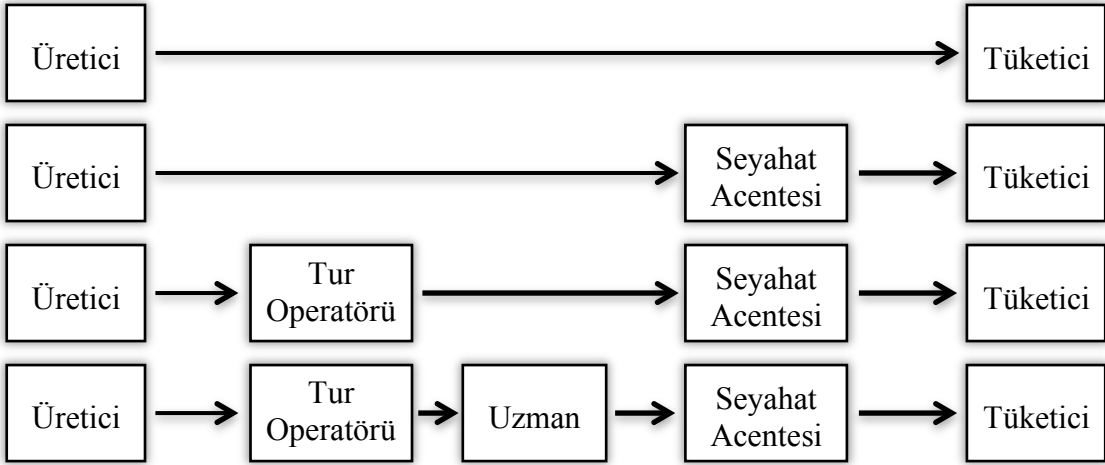 Üretici
Tüketici
Üretici
Seyahat
Acentesi
Tüketici
Üretici
Tur
Operatörü
Seyahat
Acentesi
Tüketici
Üretici
Tur
Operatörü
Uzman
Seyahat
Acentesi
Tüketici